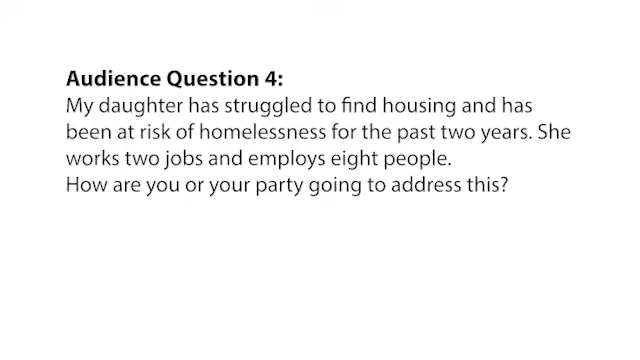 Audience Question 4:
My daughter has struggled to find housing and has
been at risk of homelessness for the past two years. She
works two jobs and employs eight people.
How are you or your party going to address this?